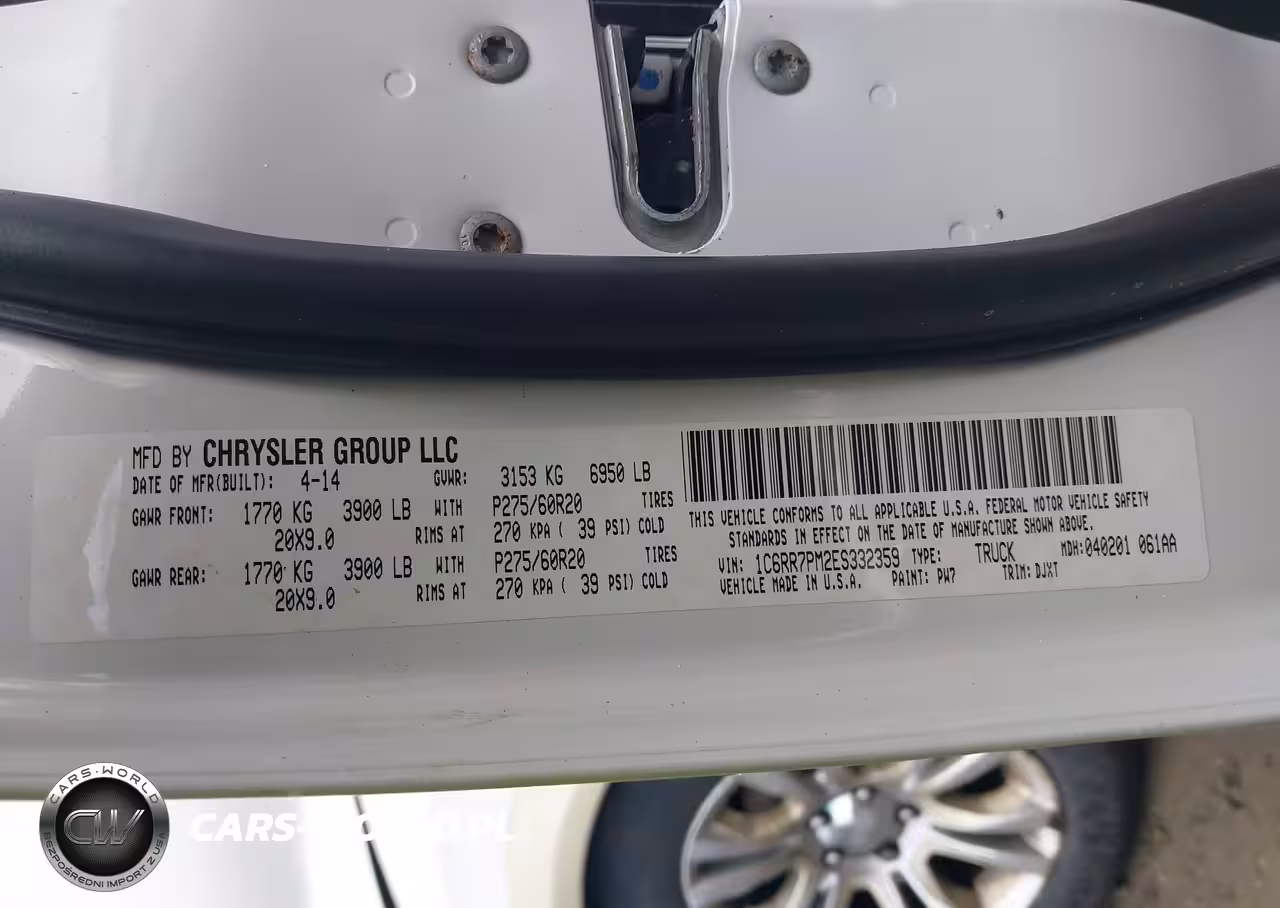 MFD BY CHRYSLER GROUP LLC
DATE OF MFR(BUILT): 4-14 GVWR: 3153 KG 6950 LB
GAWR FRONT: 1770 KG 3900 LB WITH P275/60R20 TIRES
20X9.0 RIMS AT 270 KPA ( 39 PSI) COLD
GAWR REAR: 1770 KG 3900 LB WITH P275/60R20 TIRES
20X9.0 RIMS AT 270 KPA ( 39 PSI) COLD
THIS VEHICLE CONFORMS TO ALL APPLICABLE U.S.A. FEDERAL MOTOR VEHICLE SAFETY
STANDARDS IN EFFECT ON THE DATE OF MANUFACTURE SHOWN ABOVE.
VIN: 1C6RR7PM2ES332359 TYPE: TRUCK MDH:040201 061AA
VEHICLE MADE IN U.S.A. PAINT: PW7 TRIM: DJXT
CARS-WORLD
CW
BEZPOŚREDNI IMPORT Z USA